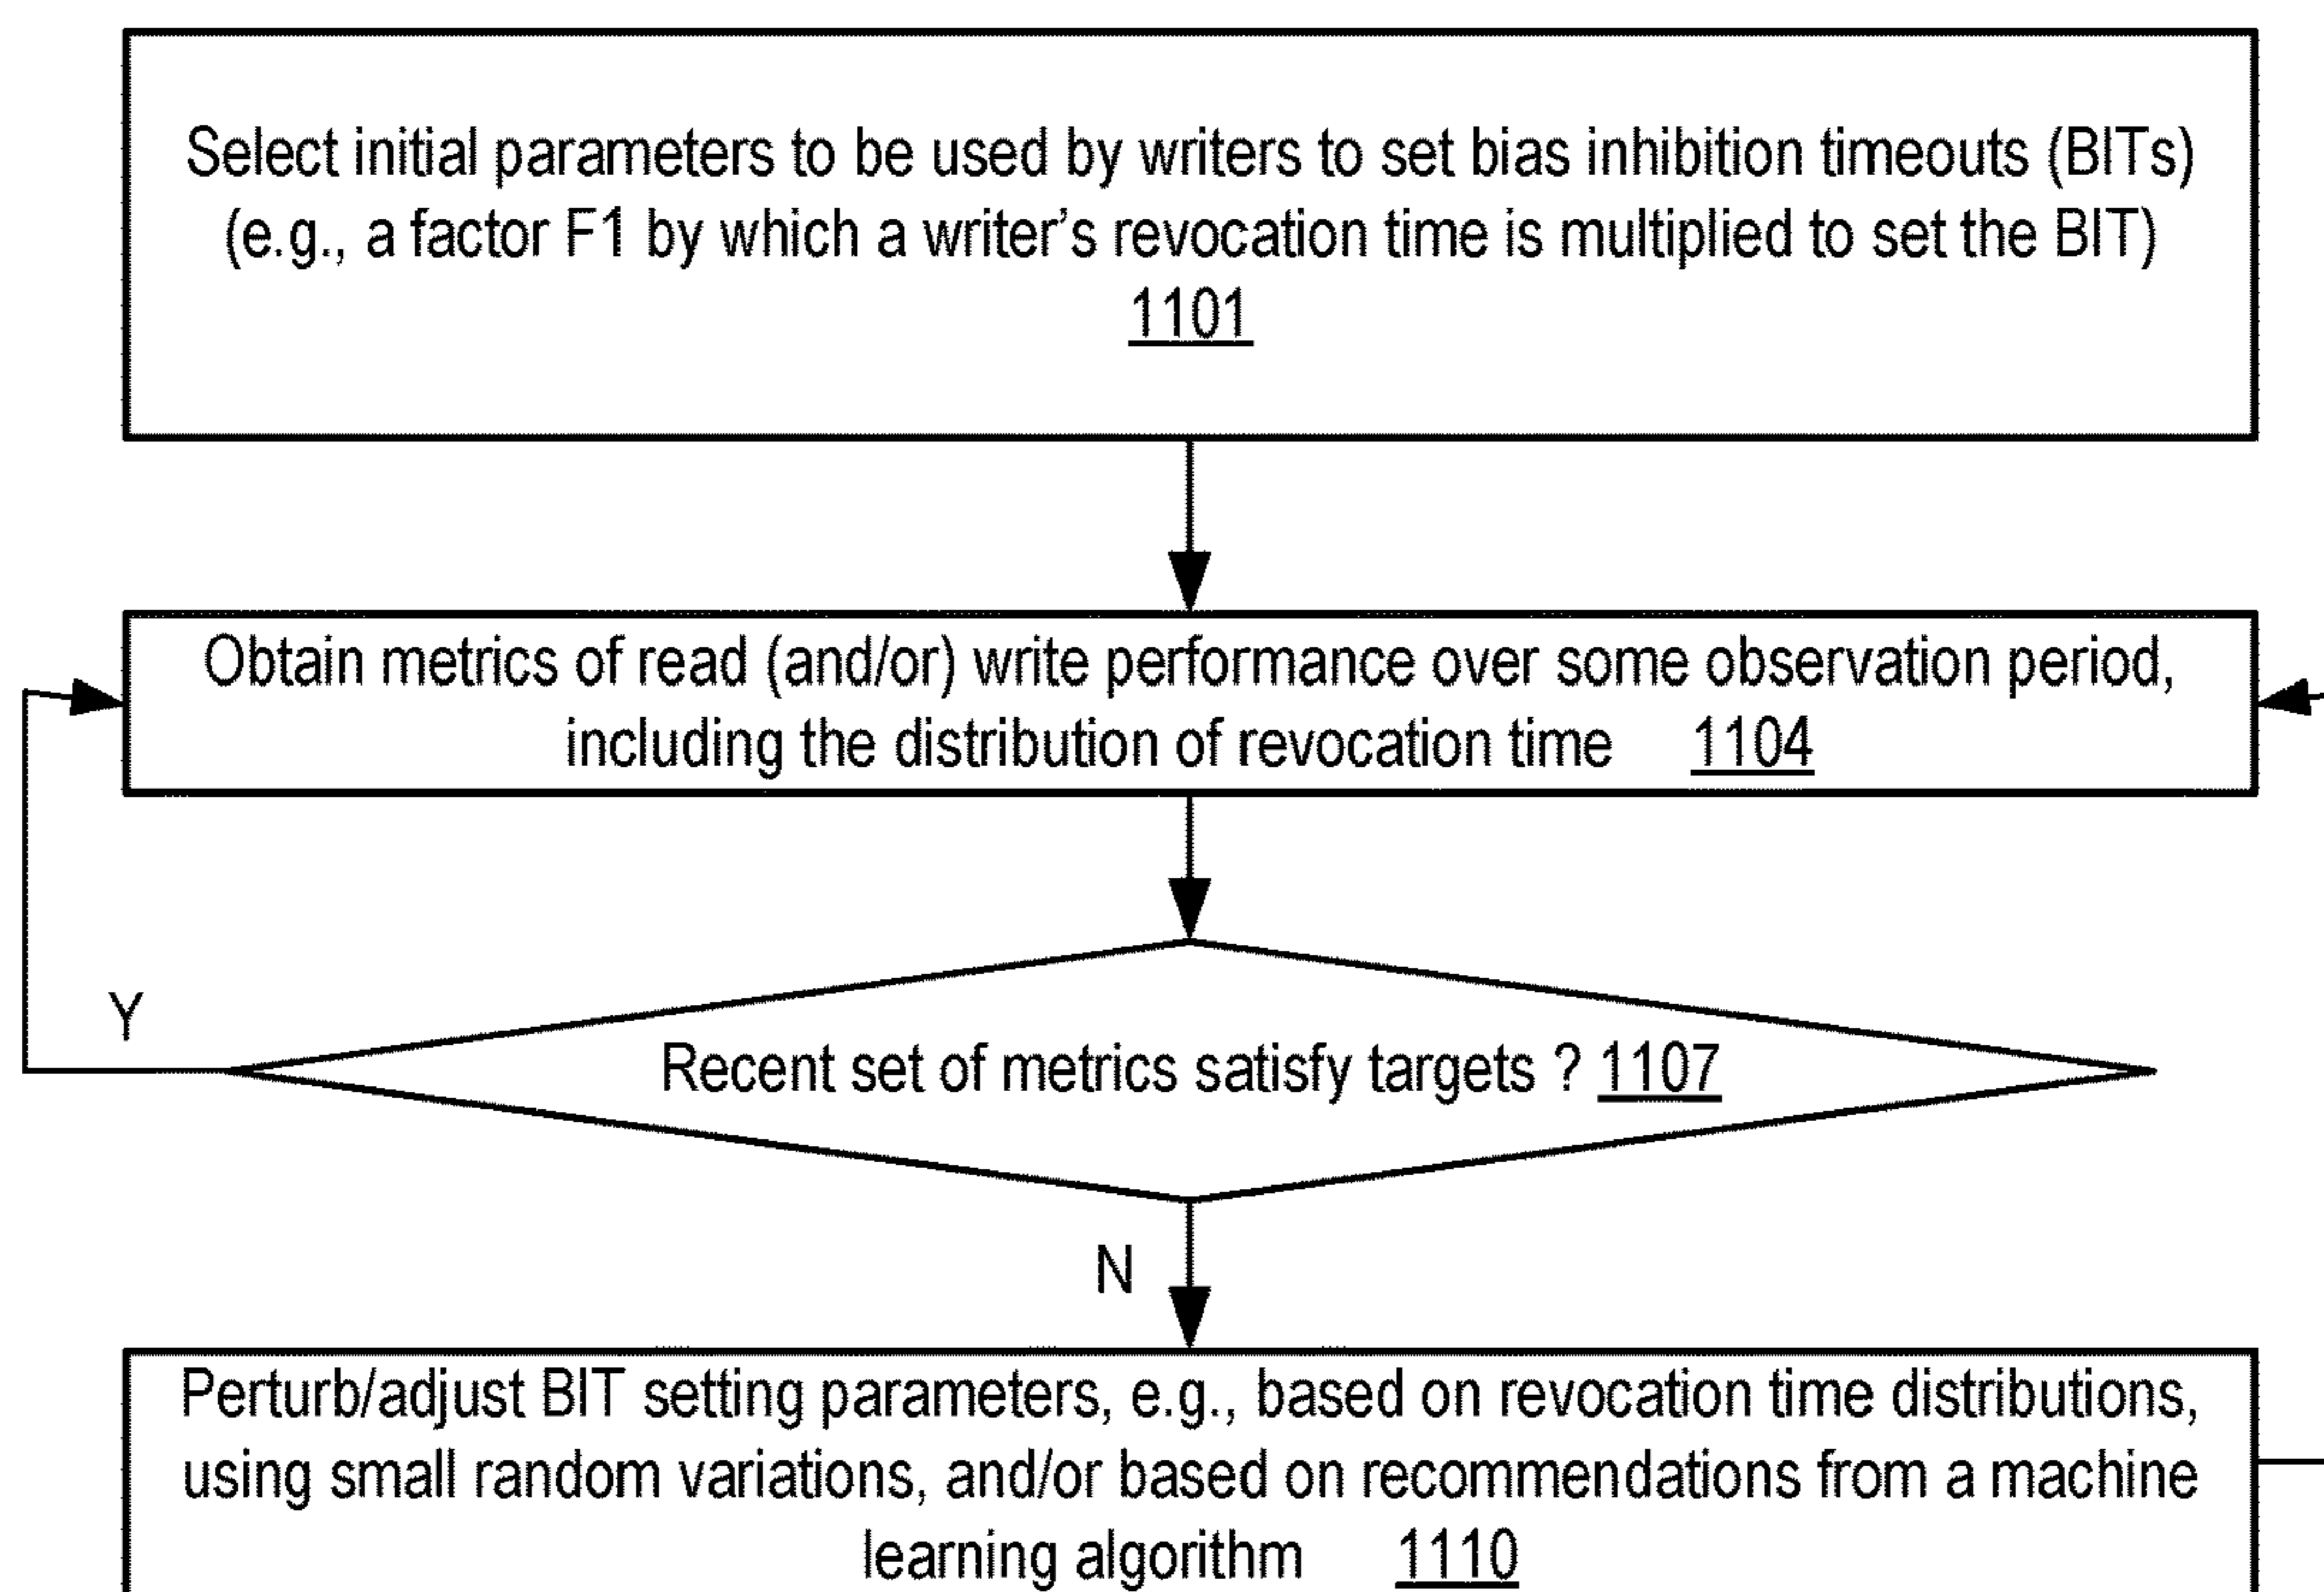 Select initial parameters to be used by writers to set bias inhibition timeouts (BITs)
(e.g., a factor F1 by which a writer's revocation time is multiplied to set the BIT)
1101
Obtain metrics of read (and/or) write performance over some observation period,
including the distribution of revocation time 1104
Y
Recent set of metrics satisfy targets ? 1107
N
Perturb/adjust BIT setting parameters, e.g., based on revocation time distributions,
using small random variations, and/or based on recommendations from a machine
learning algorithm 1110